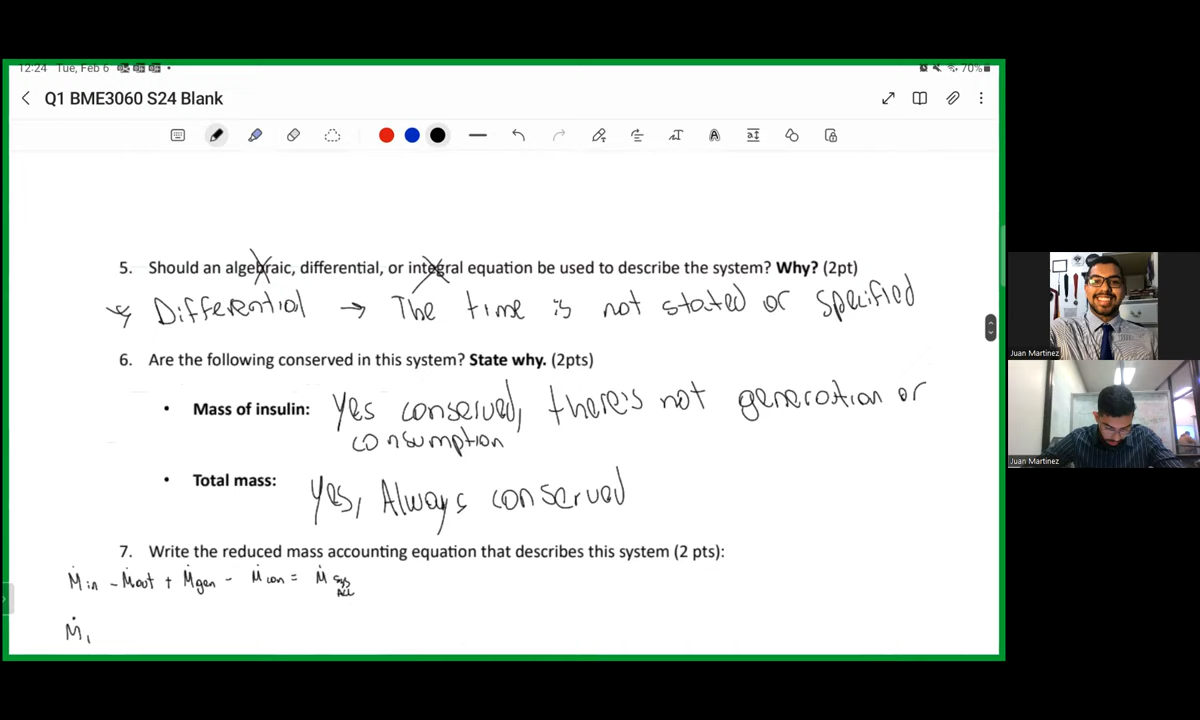 12:24 Tue, Feb 6 70%
Q1 BME3060 S24 Blank
5. Should an algebraic, differential, or integral equation be used to describe the system? Why? (2pt)
Differential → The time is not stated or specified
6. Are the following conserved in this system? State why. (2pts)
• Mass of insulin: Yes conserved, there's not generation or
consumption
• Total mass: Yes, Always conserved
7. Write the reduced mass accounting equation that describes this system (2 pts):
Ṁin - Ṁout + Ṁgen - Ṁcon = Ṁsys
ACC
Ṁ
Juan Martinez
Juan Martinez